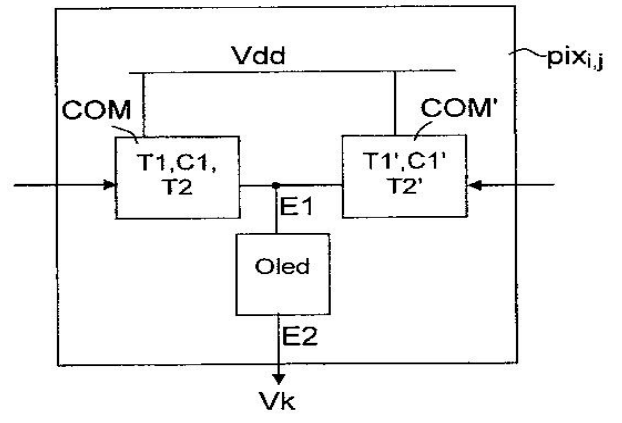 Vdd
pixi,j
COM
COM'
T1,C1,
T2
T1',C1'
T2'
E1
Oled
E2
Vk